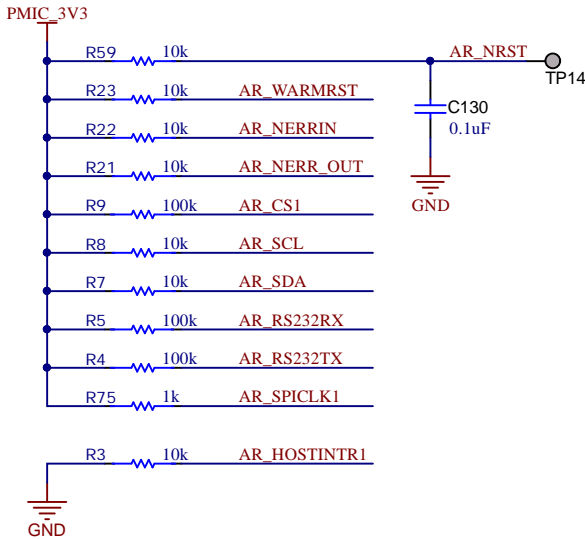 PMIC_3V3
R59 10k AR_NRST
TP14
R23 10k AR_WARMRST
C130
0.1uF
R22 10k AR_NERRIN
R21 10k AR_NERR_OUT
GND
R9 100k AR_CS1
R8 10k AR_SCL
R7 10k AR_SDA
R5 100k AR_RS232RX
R4 100k AR_RS232TX
R75 1k AR_SPICLK1
R3 10k AR_HOSTINTR1
GND